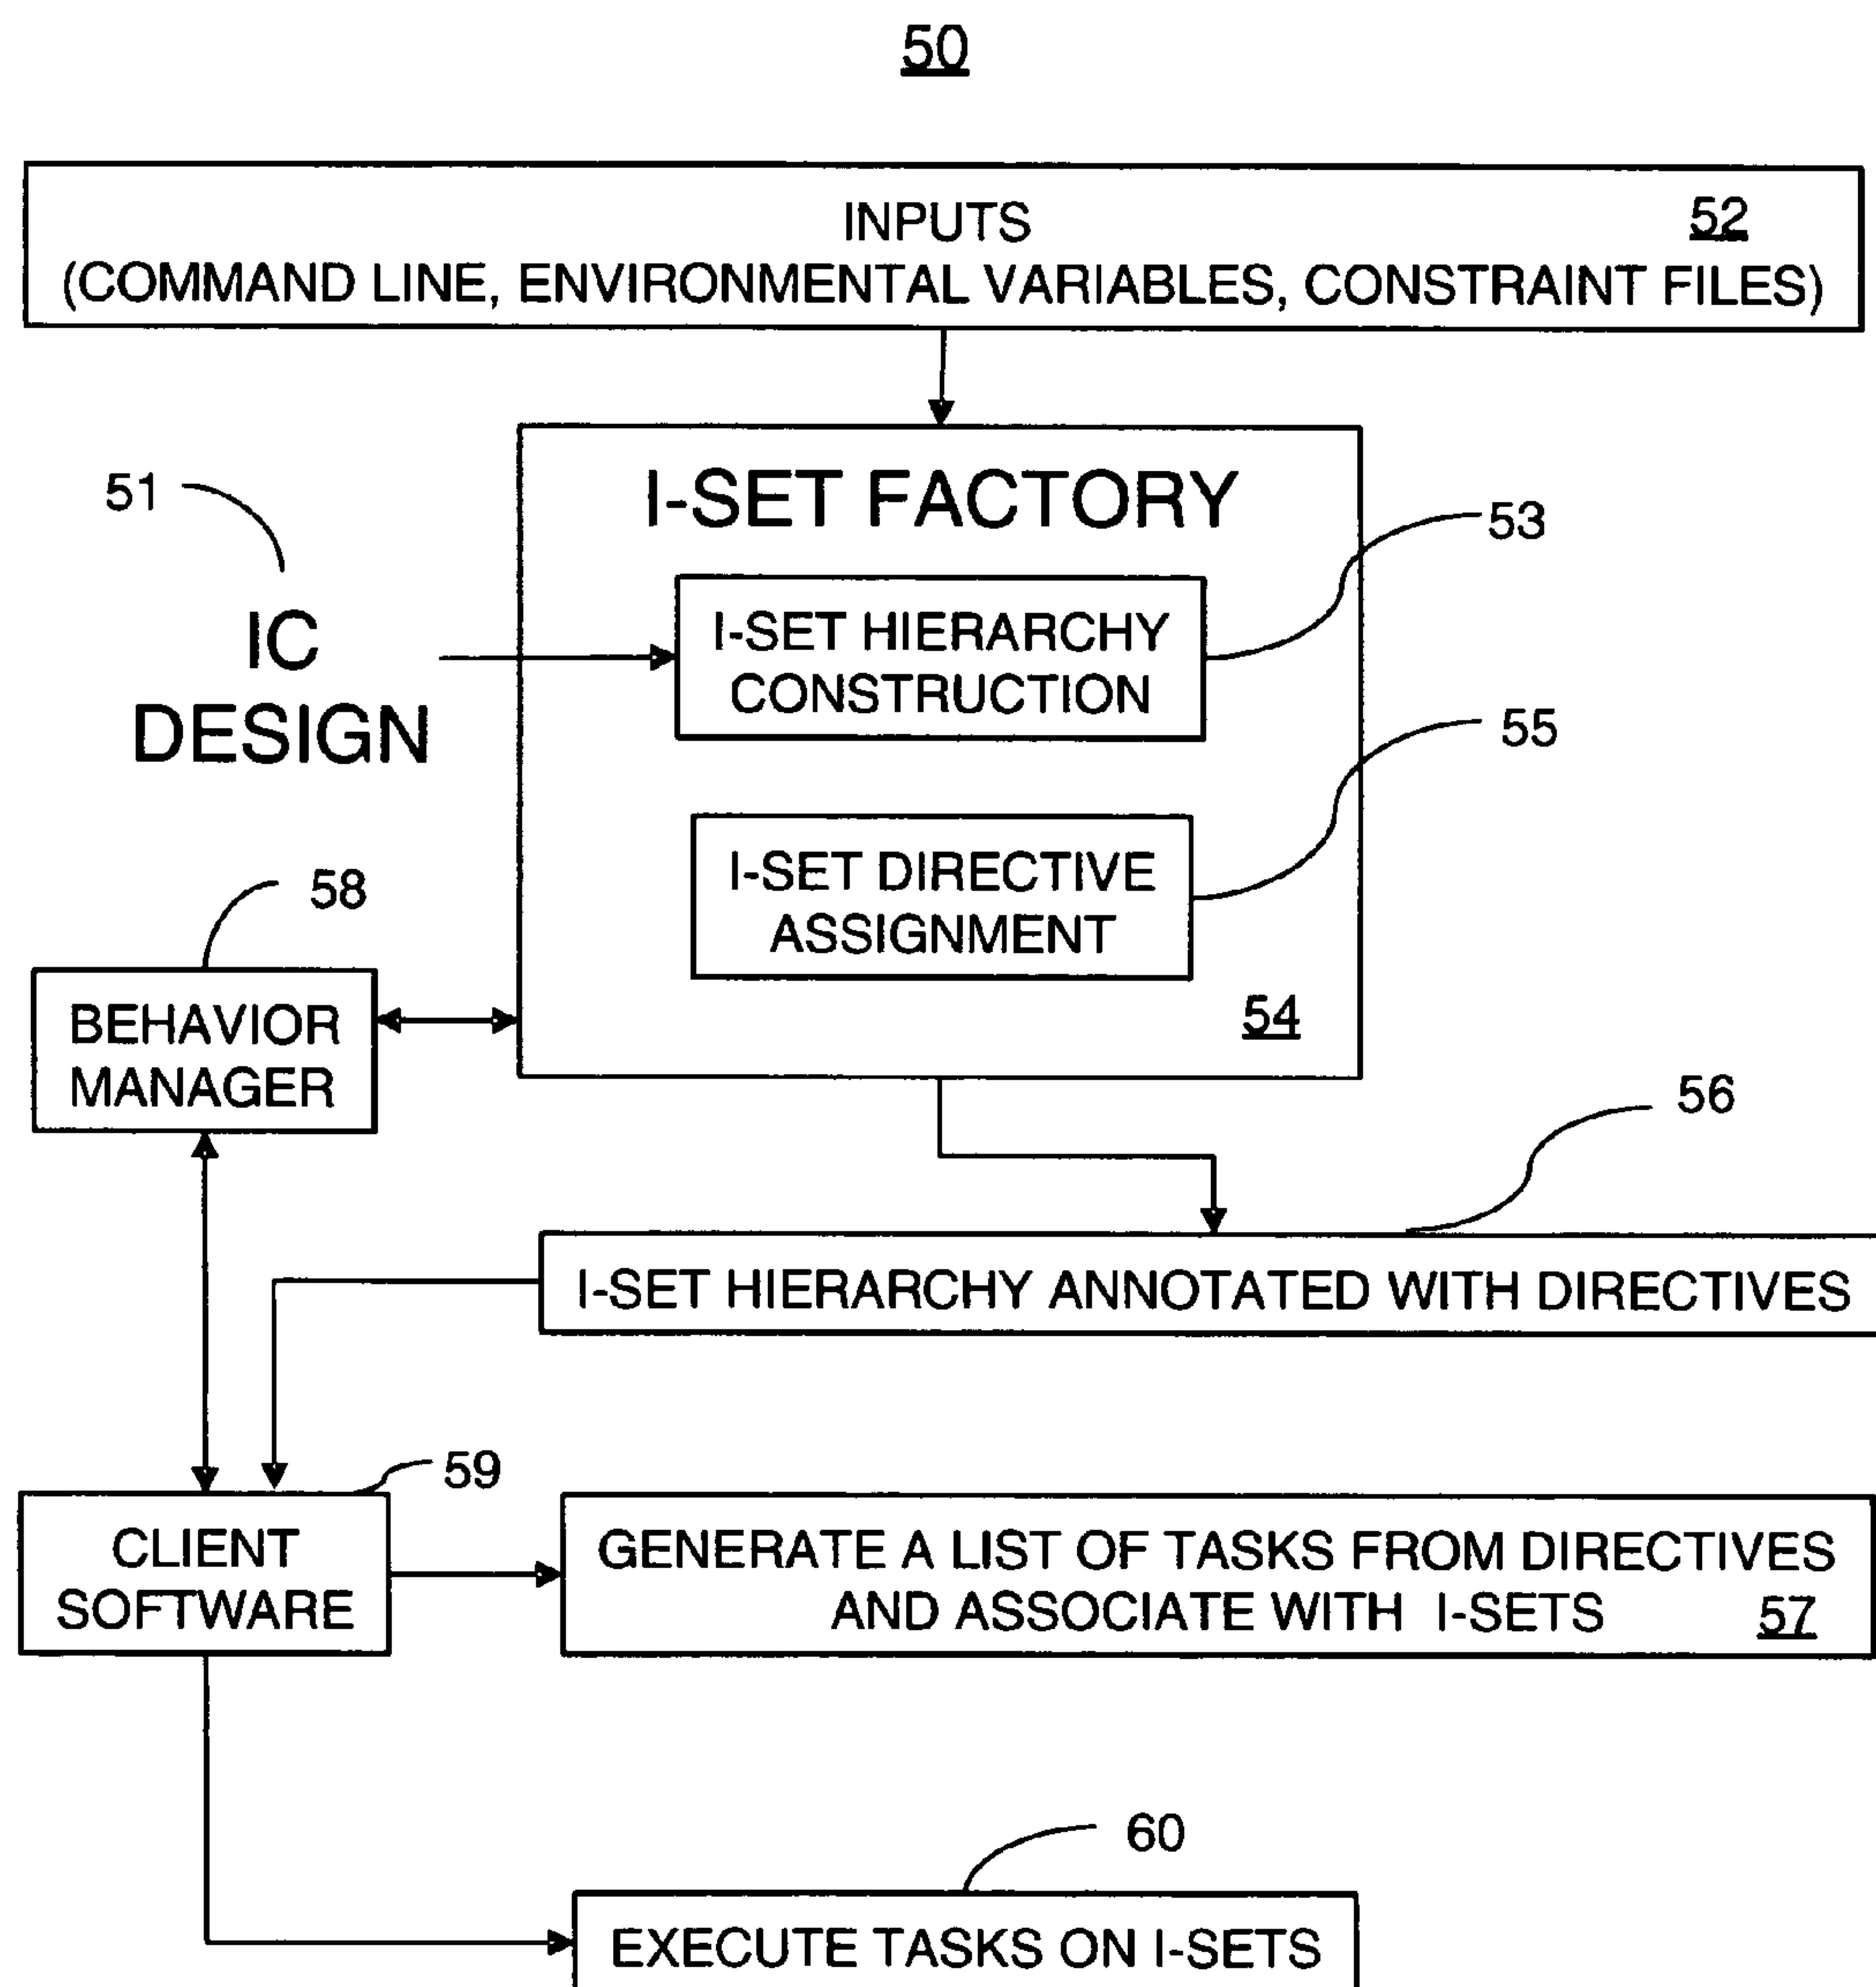 50
INPUTS
52
(COMMAND LINE, ENVIRONMENTAL VARIABLES, CONSTRAINT FILES)
I-SET FACTORY
51
53
IC
DESIGN
I-SET HIERARCHY
CONSTRUCTION
55
I-SET DIRECTIVE
ASSIGNMENT
58
54
BEHAVIOR
MANAGER
56
I-SET HIERARCHY ANNOTATED WITH DIRECTIVES
59
CLIENT
SOFTWARE
GENERATE A LIST OF TASKS FROM DIRECTIVES
AND ASSOCIATE WITH I-SETS
57
60
EXECUTE TASKS ON I-SETS